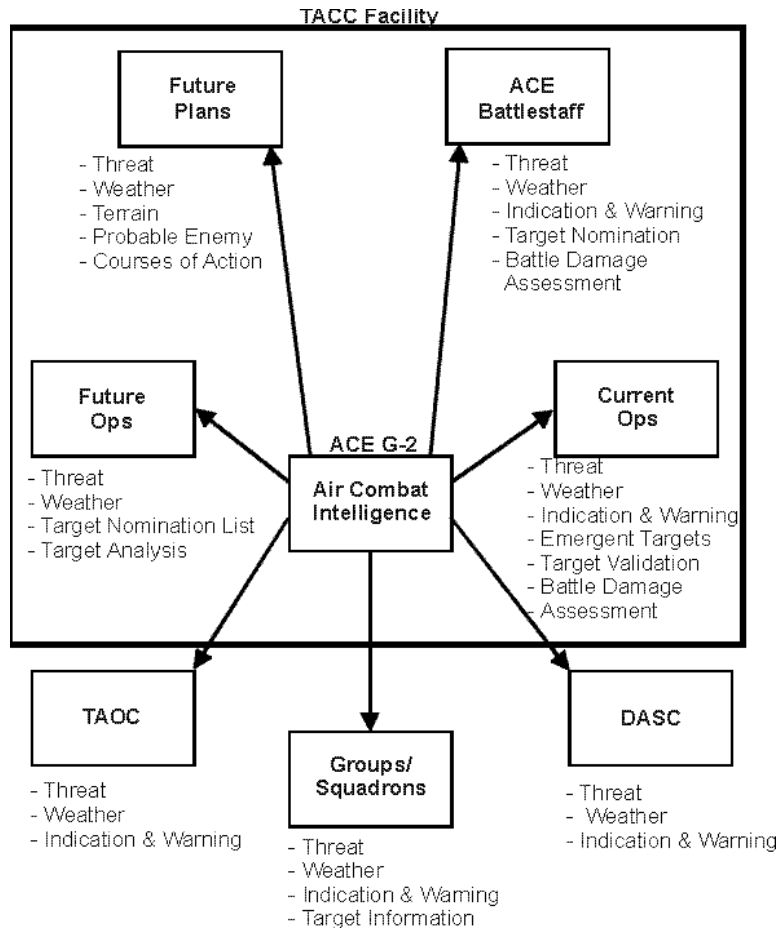 TACC Facility
Future
Plans
- Threat
- Weather
- Terrain
- Probable Enemy
- Courses of Action
ACE
Battlestaff
- Threat
- Weather
- Indication & Warning
- Target Nomination
- Battle Damage
Assessment
Future
Ops
- Threat
- Weather
- Target Nomination List
- Target Analysis
ACE G-2
Air Combat
Intelligence
Current
Ops
- Threat
- Weather
- Indication & Warning
- Emergent Targets
- Target Validation
- Battle Damage
- Assessment
TAOC
- Threat
- Weather
- Indication & Warning
Groups/
Squadrons
- Threat
- Weather
- Indication & Warning
- Target Information
DASC
- Threat
- Weather
- Indication & Warning